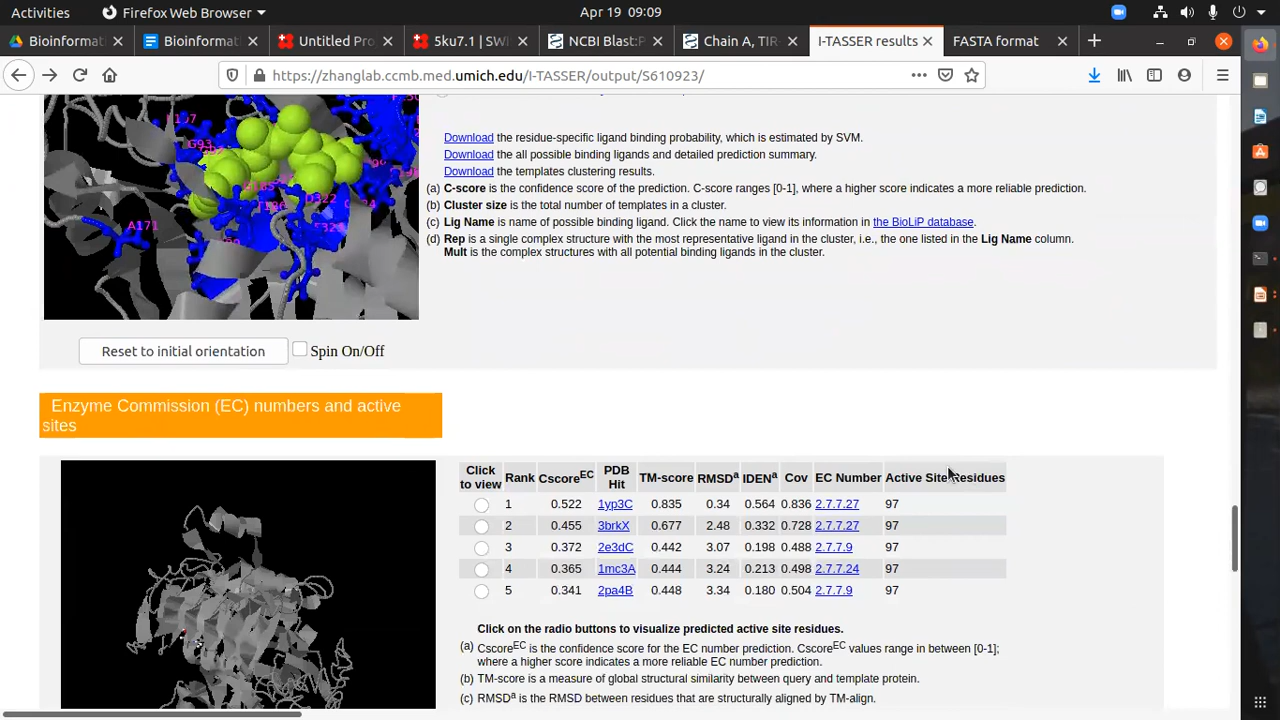 Activities
Firefox Web Browser
Apr 19 09:09
Bioinformat
Bioinformat
Untitled Pro
5ku7.1 | SWI
NCBI Blast:P
Chain A, TIR-
I-TASSER results
FASTA format
https://zhanglab.ccmb.med.umich.edu/I-TASSER/output/S610923/
G93
A171
D322
Download the residue-specific ligand binding probability, which is estimated by SVM.
Download the all possible binding ligands and detailed prediction summary.
Download the templates clustering results.
(a) C-score is the confidence score of the prediction. C-score ranges [0-1], where a higher score indicates a more reliable prediction.
(b) Cluster size is the total number of templates in a cluster.
(c) Lig Name is name of possible binding ligand. Click the name to view its information in the BioLiP database.
(d) Rep is a single complex structure with the most representative ligand in the cluster, i.e., the one listed in the Lig Name column.
Mult is the complex structures with all potential binding ligands in the cluster.
Reset to initial orientation
Spin On/Off
Enzyme Commission (EC) numbers and active
sites
Click to view Rank CscoreEC PDB Hit TM-score RMSDa IDENa Cov EC Number Active Site Residues
1 0.522 1yp3C 0.835 0.34 0.564 0.836 2.7.7.27 97
2 0.455 3brkX 0.677 2.48 0.332 0.728 2.7.7.27 97
3 0.372 2e3dC 0.442 3.07 0.198 0.488 2.7.7.9 97
4 0.365 1mc3A 0.444 3.24 0.213 0.498 2.7.7.24 97
5 0.341 2pa4B 0.448 3.34 0.180 0.504 2.7.7.9 97
Click on the radio buttons to visualize predicted active site residues.
(a) CscoreEC is the confidence score for the EC number prediction. CscoreEC values range in between [0-1];
where a higher score indicates a more reliable EC number prediction.
(b) TM-score is a measure of global structural similarity between query and template protein.
(c) RMSDa is the RMSD between residues that are structurally aligned by TM-align.